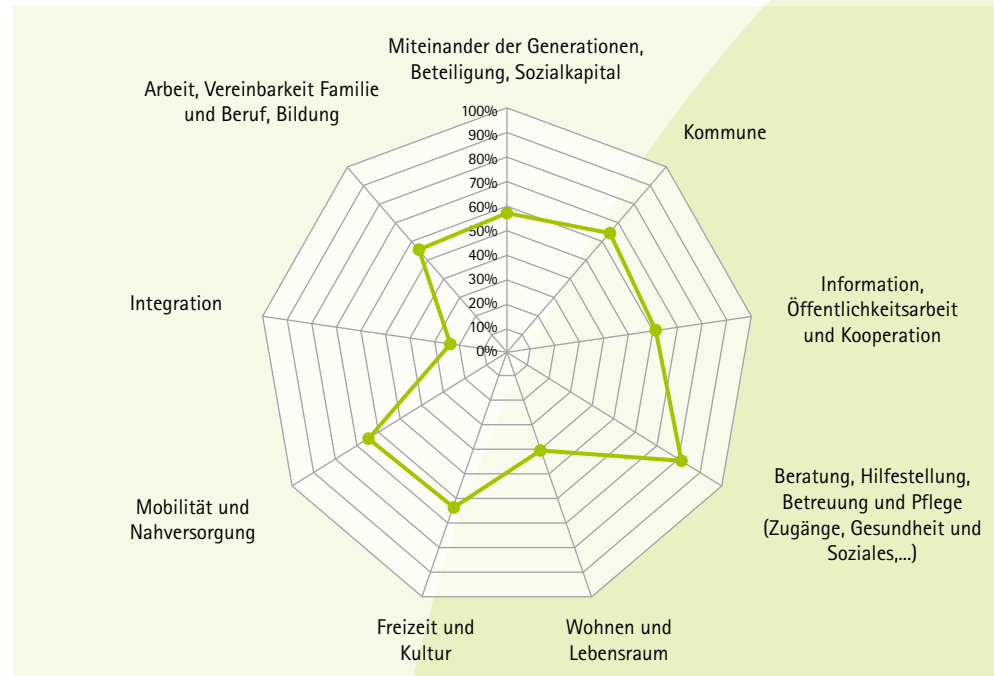 Miteinander der Generationen,
Beteiligung, Sozialkapital
Arbeit, Vereinbarkeit Familie
und Beruf, Bildung
Kommune
100%
90%
80%
70%
60%
50%
40%
30%
20%
10%
0%
Integration
Information,
Öffentlichkeitsarbeit
und Kooperation
Mobilität und
Nahversorgung
Beratung, Hilfestellung,
Betreuung und Pflege
(Zugänge, Gesundheit und
Soziales,...)
Freizeit und
Kultur
Wohnen und
Lebensraum